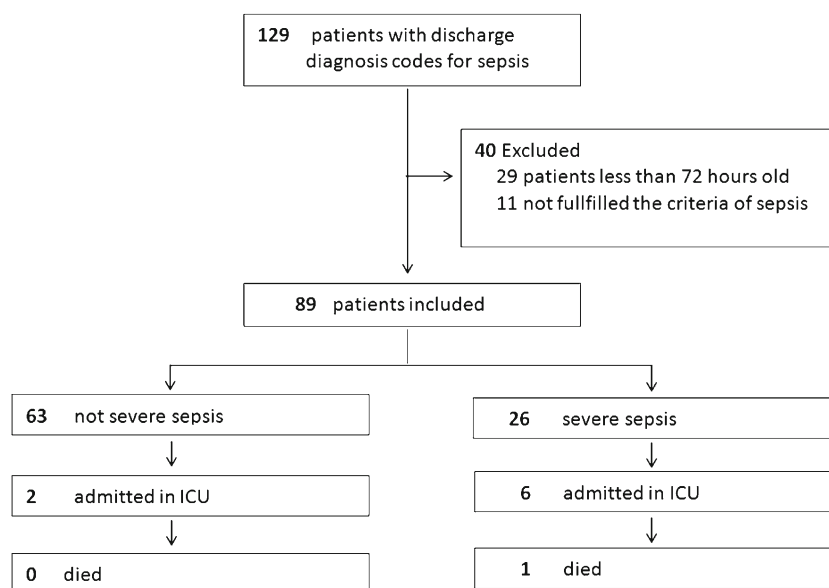 129 patients with discharge
diagnosis codes for sepsis
40 Excluded
29 patients less than 72 hours old
11 not fullfilled the criteria of sepsis
89 patients included
63 not severe sepsis
26 severe sepsis
2 admitted in ICU
6 admitted in ICU
0 died
1 died